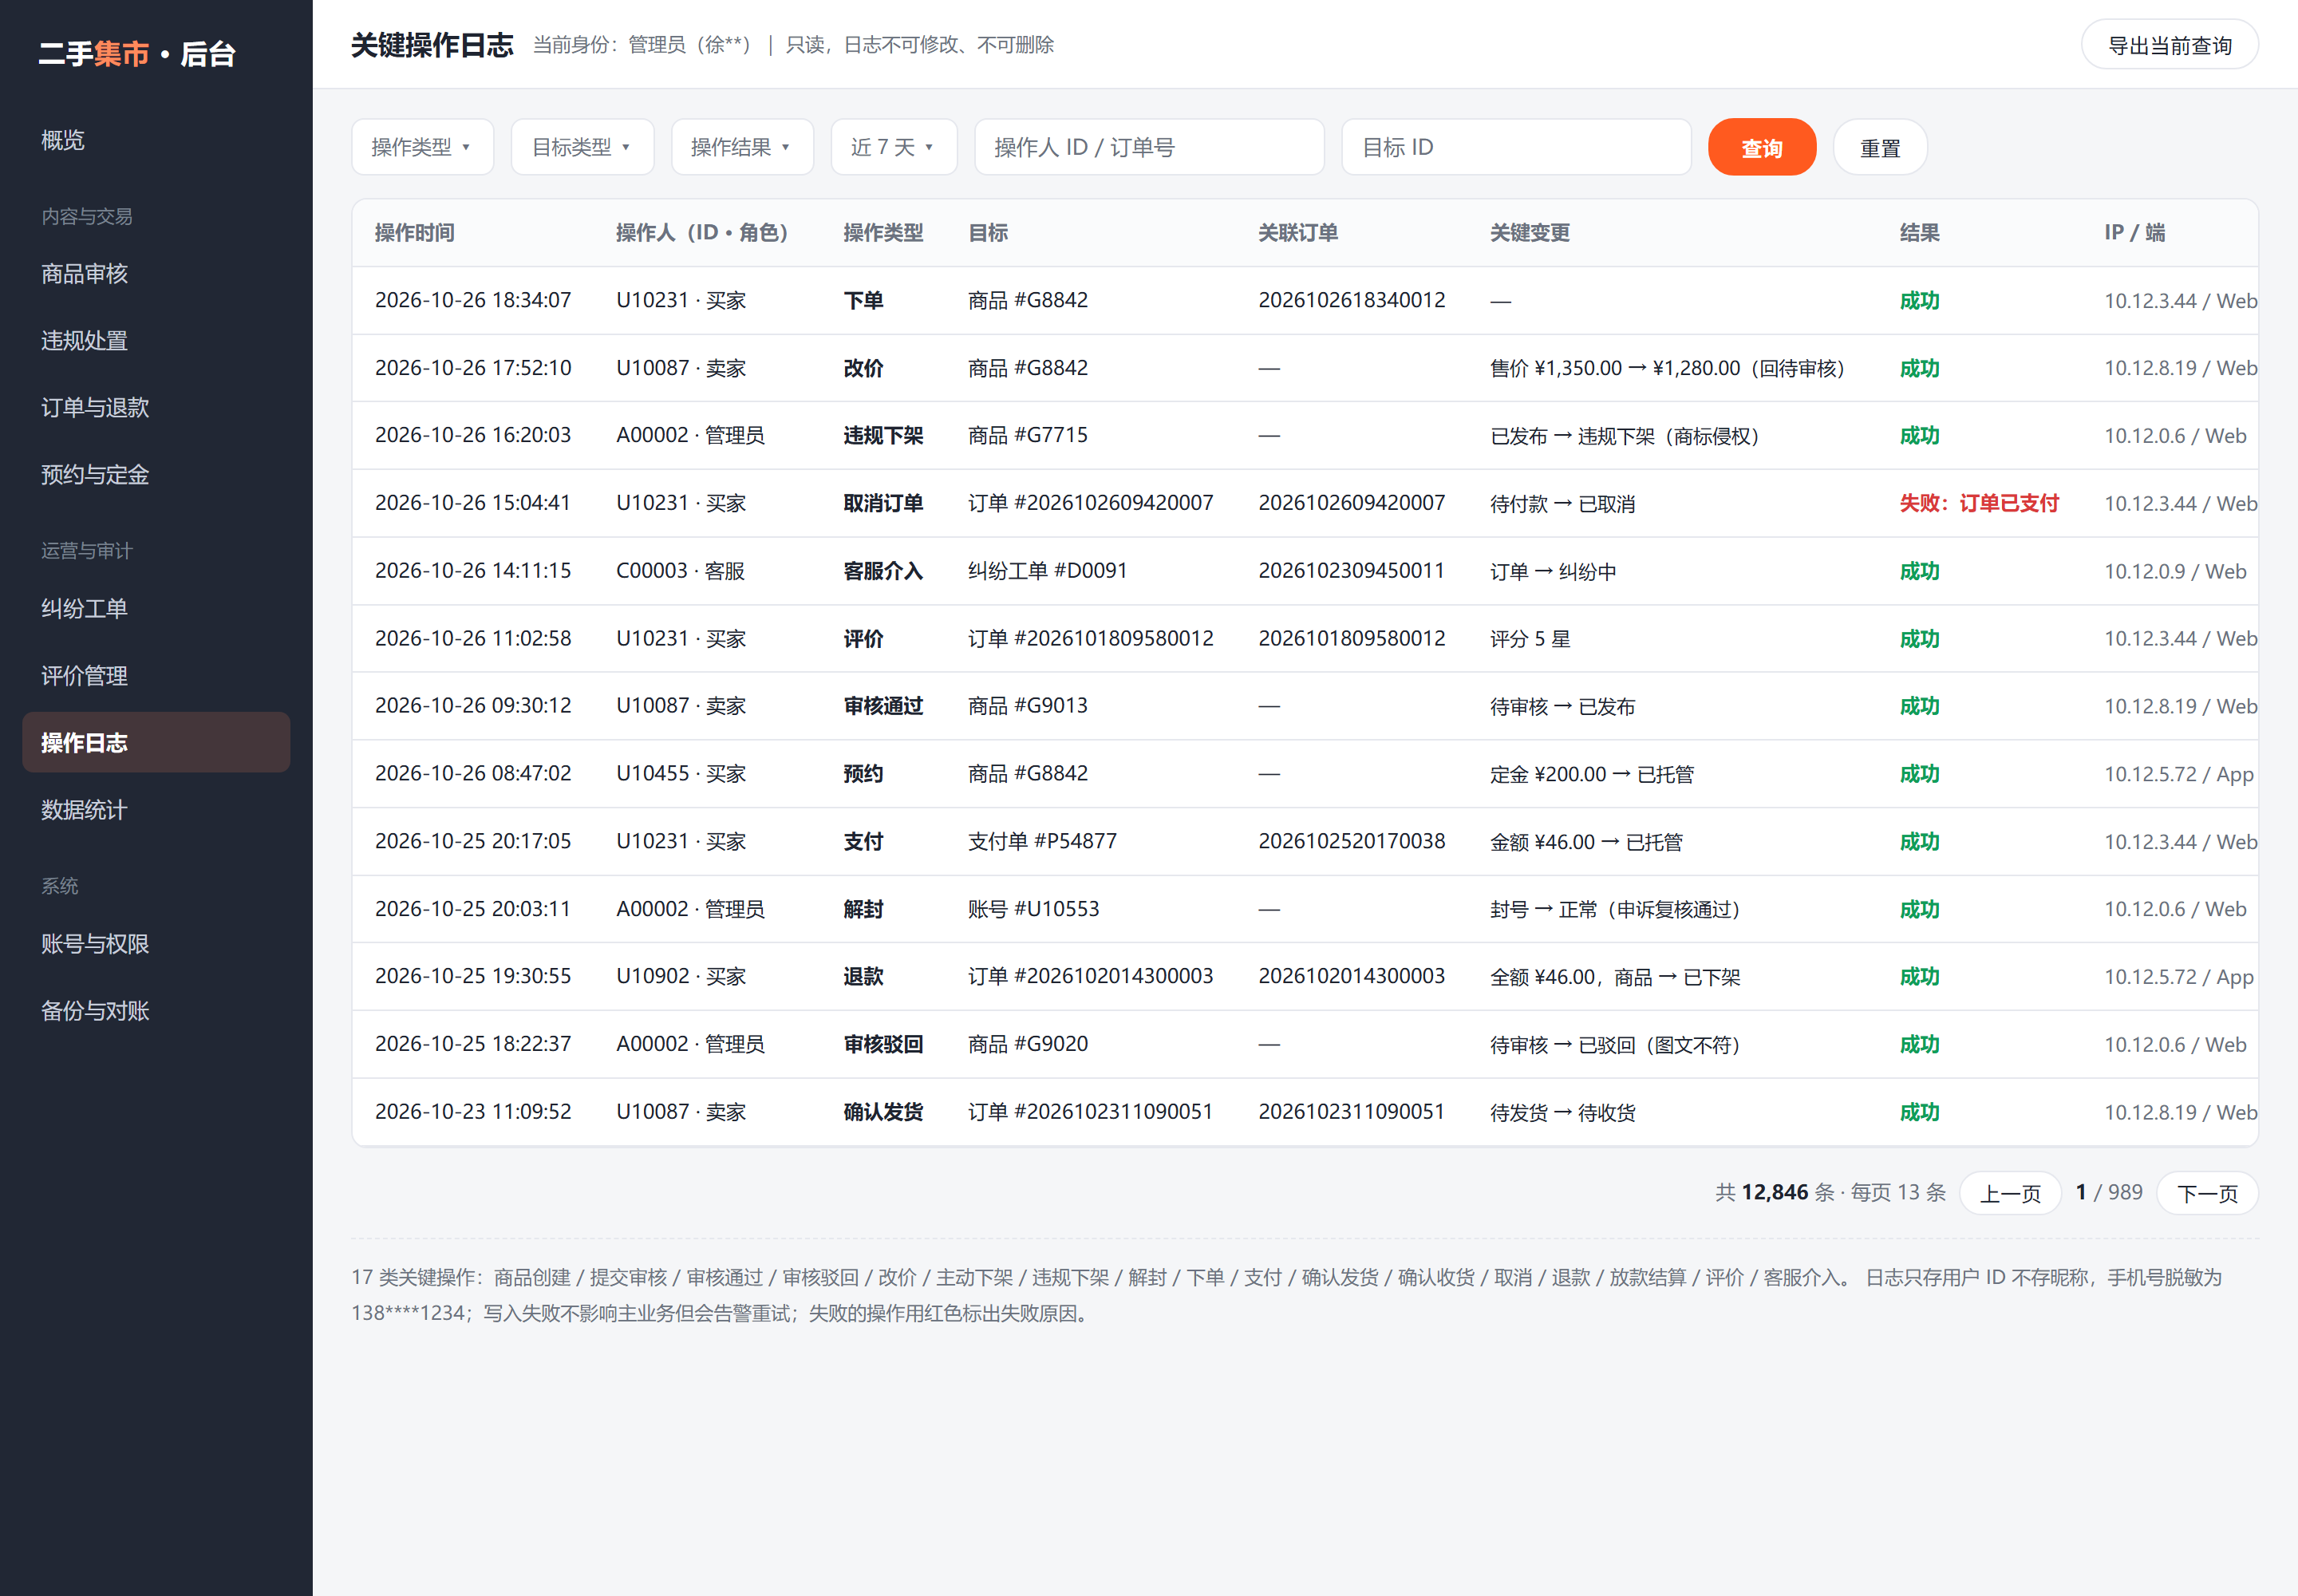 二手集市 · 后台
概览
内容与交易
商品审核
违规处置
订单与退款
预约与定金
运营与审计
纠纷工单
评价管理
操作日志
数据统计
系统
账号与权限
备份与对账
关键操作日志 当前身份：管理员（徐**）｜ 只读，日志不可修改、不可删除 导出当前查询
操作类型 ▾ 目标类型 ▾ 操作结果 ▾ 近 7 天 ▾ 操作人 ID / 订单号 目标 ID 查询 重置
操作时间 操作人（ID · 角色） 操作类型 目标 关联订单 关键变更 结果 IP / 端
2026-10-26 18:34:07 U10231 · 买家 下单 商品 #G8842 2026102618340012 — 成功 10.12.3.44 / Web
2026-10-26 17:52:10 U10087 · 卖家 改价 商品 #G8842 — 售价 ¥1,350.00 → ¥1,280.00（回待审核） 成功 10.12.8.19 / Web
2026-10-26 16:20:03 A00002 · 管理员 违规下架 商品 #G7715 — 已发布 → 违规下架（商标侵权） 成功 10.12.0.6 / Web
2026-10-26 15:04:41 U10231 · 买家 取消订单 订单 #2026102609420007 2026102609420007 待付款 → 已取消 失败：订单已支付 10.12.3.44 / Web
2026-10-26 14:11:15 C00003 · 客服 客服介入 纠纷工单 #D0091 2026102309450011 订单 → 纠纷中 成功 10.12.0.9 / Web
2026-10-26 11:02:58 U10231 · 买家 评价 订单 #2026101809580012 2026101809580012 评分 5 星 成功 10.12.3.44 / Web
2026-10-26 09:30:12 U10087 · 卖家 审核通过 商品 #G9013 — 待审核 → 已发布 成功 10.12.8.19 / Web
2026-10-26 08:47:02 U10455 · 买家 预约 商品 #G8842 — 定金 ¥200.00 → 已托管 成功 10.12.5.72 / App
2026-10-25 20:17:05 U10231 · 买家 支付 支付单 #P54877 2026102520170038 金额 ¥46.00 → 已托管 成功 10.12.3.44 / Web
2026-10-25 20:03:11 A00002 · 管理员 解封 账号 #U10553 — 封号 → 正常（申诉复核通过） 成功 10.12.0.6 / Web
2026-10-25 19:30:55 U10902 · 买家 退款 订单 #2026102014300003 2026102014300003 全额 ¥46.00，商品 → 已下架 成功 10.12.5.72 / App
2026-10-25 18:22:37 A00002 · 管理员 审核驳回 商品 #G9020 — 待审核 → 已驳回（图文不符） 成功 10.12.0.6 / Web
2026-10-23 11:09:52 U10087 · 卖家 确认发货 订单 #2026102311090051 2026102311090051 待发货 → 待收货 成功 10.12.8.19 / Web
共 12,846 条 · 每页 13 条 上一页 1 / 989 下一页
17 类关键操作：商品创建 / 提交审核 / 审核通过 / 审核驳回 / 改价 / 主动下架 / 违规下架 / 解封 / 下单 / 支付 / 确认发货 / 确认收货 / 取消 / 退款 / 放款结算 / 评价 / 客服介入。 日志只存用户 ID 不存昵称，手机号脱敏为
138****1234；写入失败不影响主业务但会告警重试；失败的操作用红色标出失败原因。